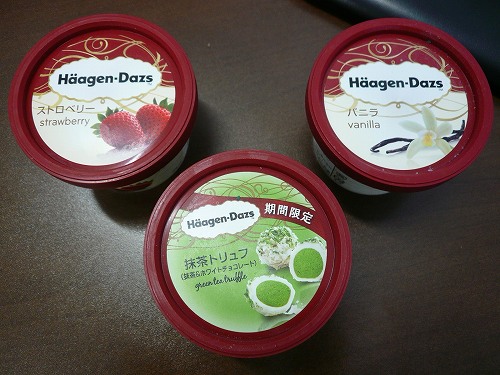 Häagen-Dazs
ストロベリー
strawberry
Häagen-Dazs
バニラ
vanilla
Häagen-Dazs
期間限定
抹茶トリュフ
(抹茶&ホワイトチョコレート)
green tea truffle